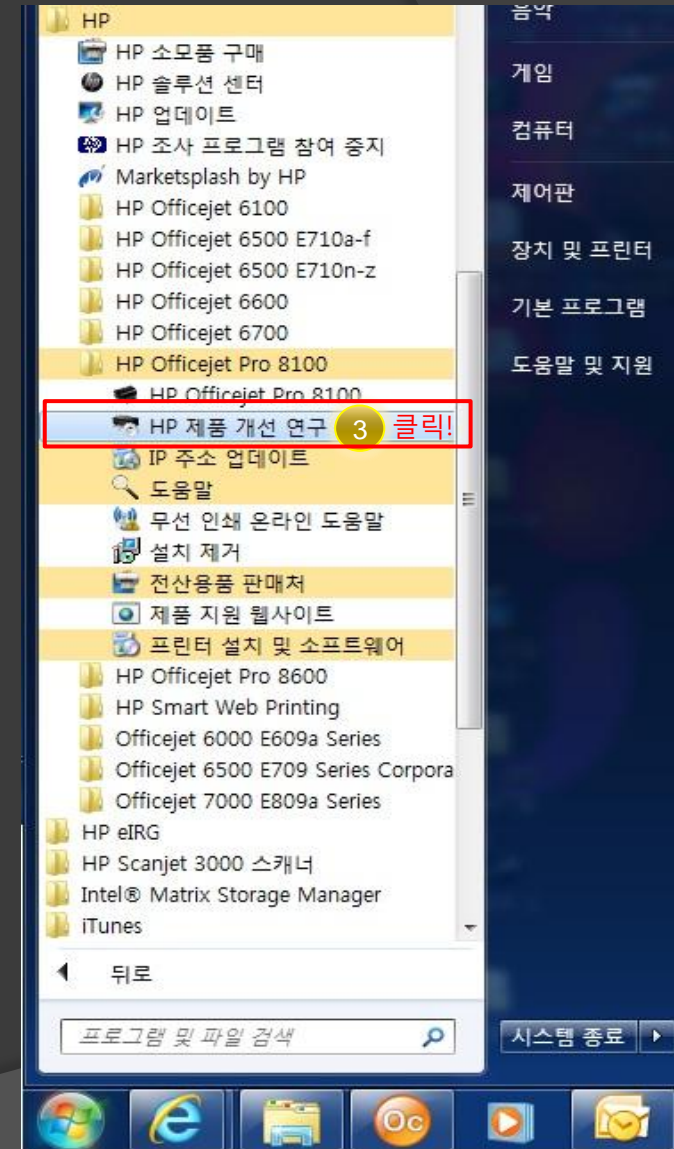 HP
HP 소모품 구매
HP 솔루션 센터
HP 업데이트
HP 조사 프로그램 참여 중지
Marketsplash by HP
HP Officejet 6100
HP Officejet 6500 E710a-f
HP Officejet 6500 E710n-z
HP Officejet 6600
HP Officejet 6700
HP Officejet Pro 8100
HP Officejet Pro 8100
HP 제품 개선 연구 3 클릭!
IP 주소 업데이트
도움말
무선 인쇄 온라인 도움말
설치 제거
전산용품 판매처
제품 지원 웹사이트
프린터 설치 및 소프트웨어
HP Officejet Pro 8600
HP Smart Web Printing
Officejet 6000 E609a Series
Officejet 6500 E709 Series Corpora
Officejet 7000 E809a Series
HP eIRG
HP Scanjet 3000 스캐너
Intel® Matrix Storage Manager
iTunes
뒤로
프로그램 및 파일 검색
음악
게임
컴퓨터
제어판
장치 및 프린터
기본 프로그램
도움말 및 지원
시스템 종료
Oc